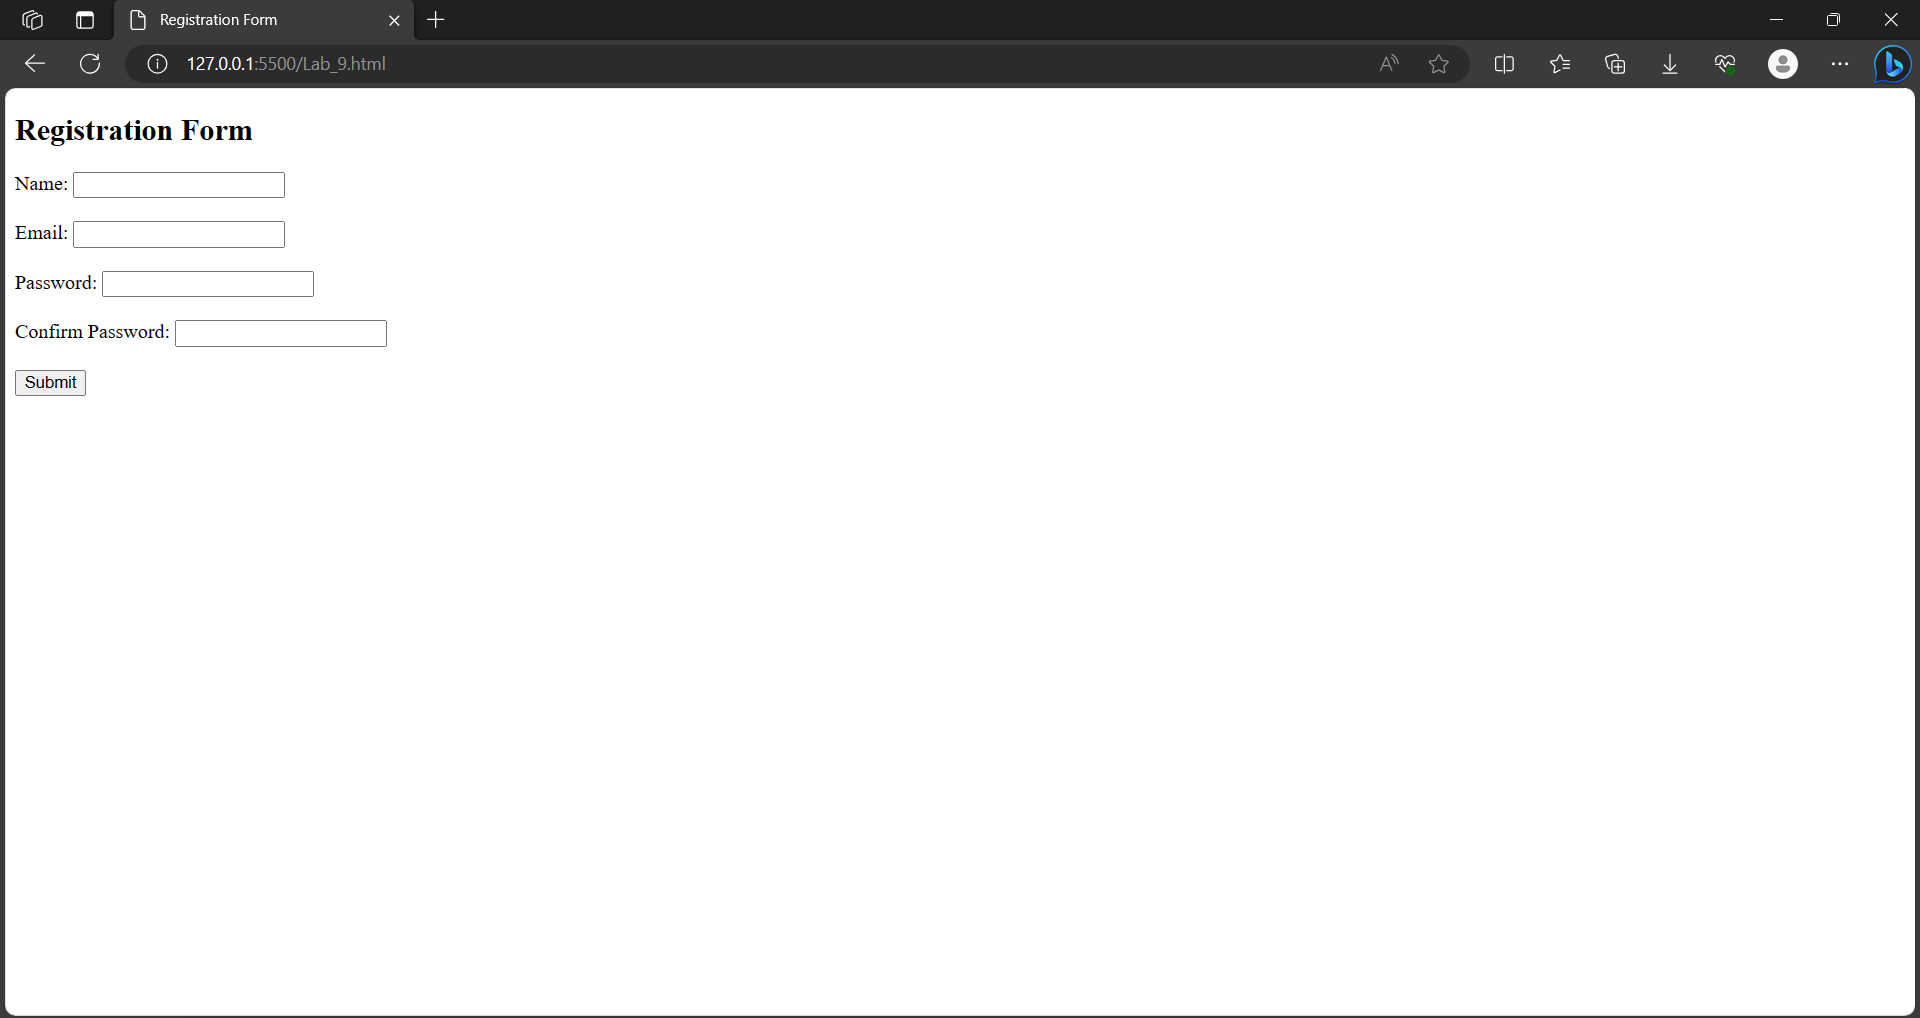 Registration Form
127.0.0.1:5500/Lab_9.html
Registration Form
Name:
Email:
Password:
Confirm Password:
Submit